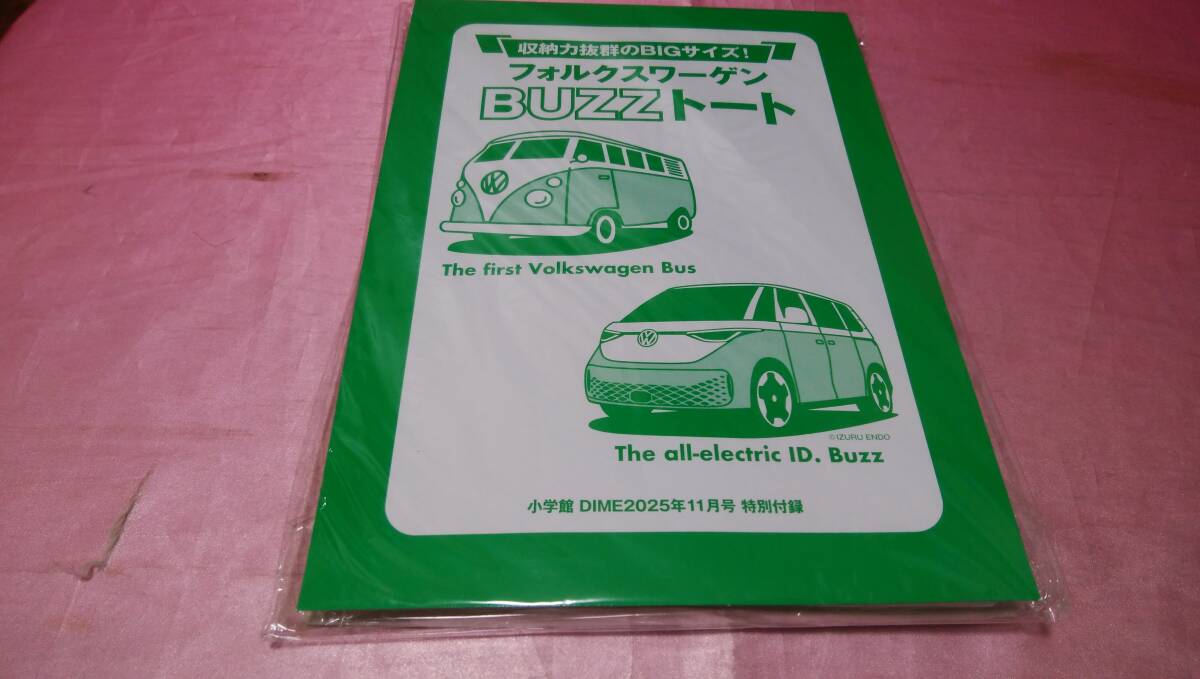 収納力抜群のBIGサイズ!
フォルクスワーゲン
BUZZトート
The first Volkswagen Bus
©IZURU ENDO
The all-electric ID. Buzz
小学館 DIME2025年11月号 特別付録